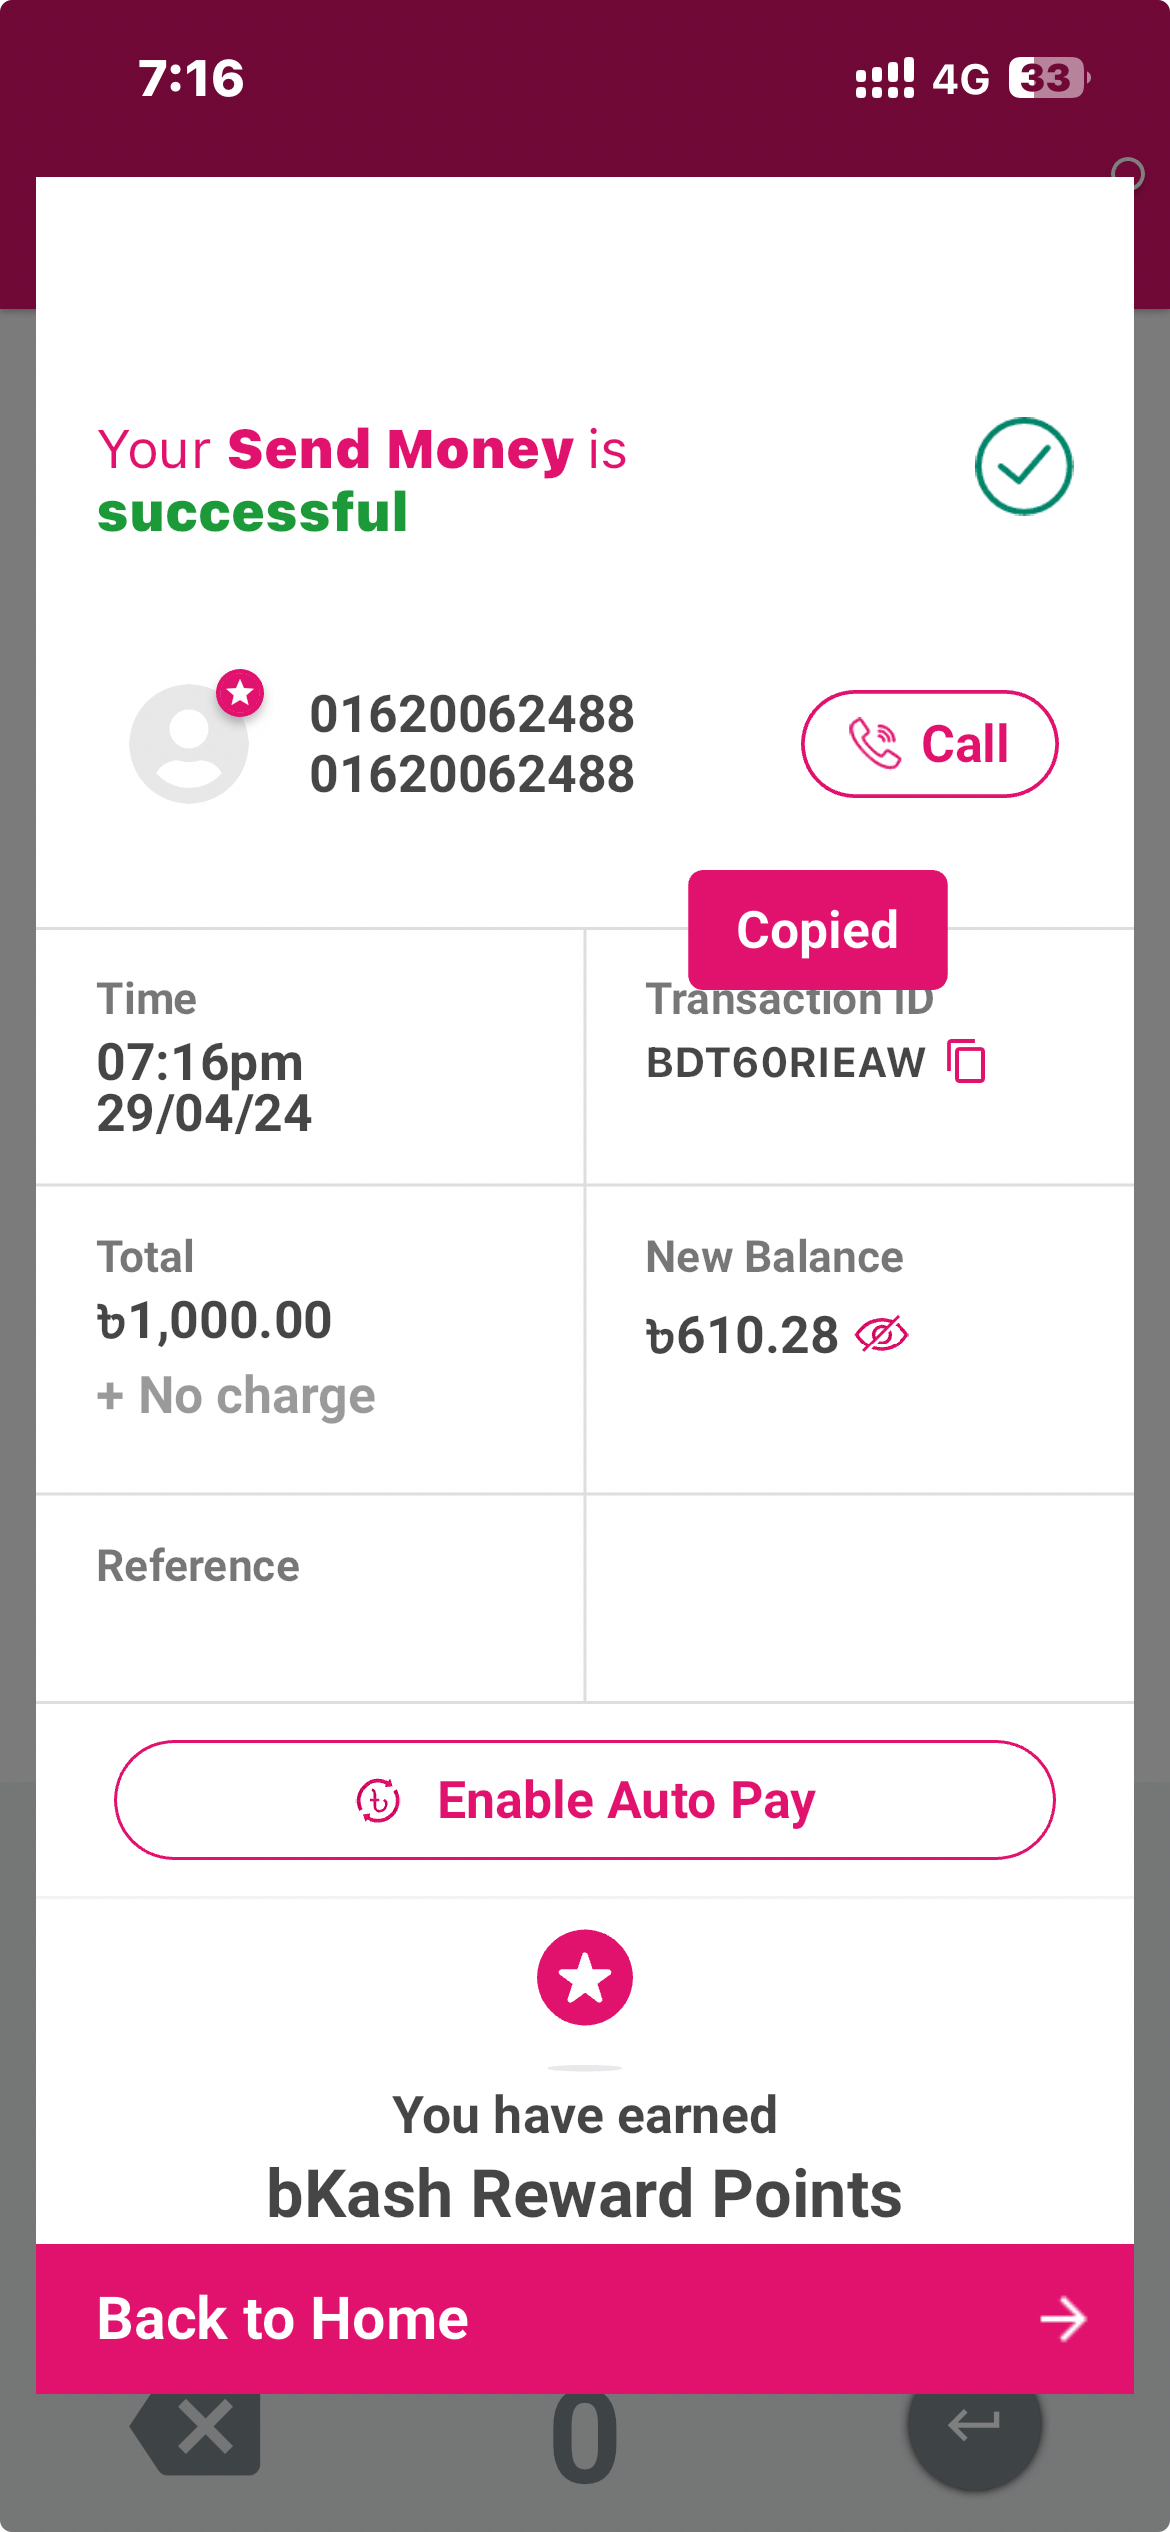 7:16
4G 33
Your Send Money is
successful
01620062488
01620062488
Call
Copied
Time
07:16pm
29/04/24
Transaction ID
BDT60RIEAW
Total
৳1,000.00
+ No charge
New Balance
৳610.28
Reference
Enable Auto Pay
You have earned
bKash Reward Points
Back to Home
0